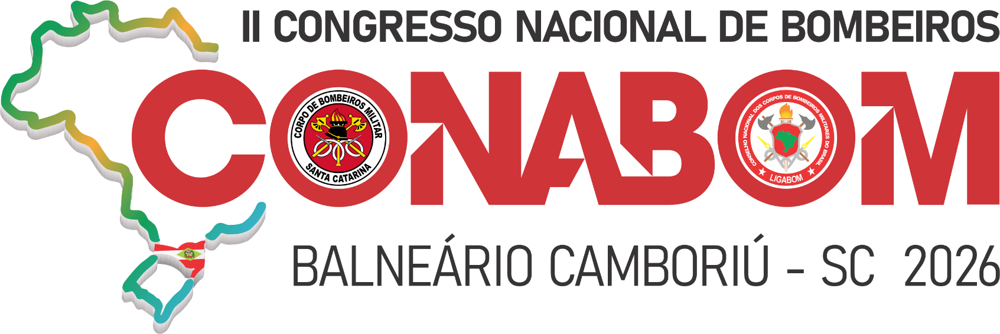 II CONGRESSO NACIONAL DE BOMBEIROS
CONABOM
CORPO DE BOMBEIROS MILITAR
SANTA CATARINA
CONSELHO NACIONAL DOS CORPOS DE BOMBEIROS MILITARES DO BRASIL
LIGABOM
BALNEÁRIO CAMBORIÚ - SC 2026